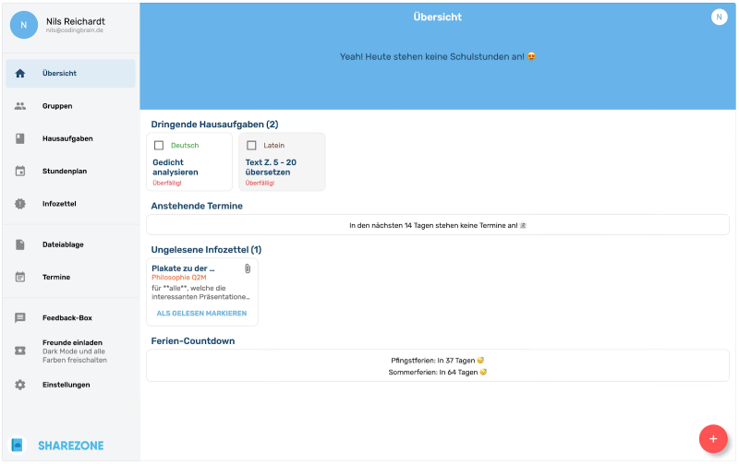 N
Nils Reichardt
nils@codingbrain.de
Übersicht
Gruppen
Hausaufgaben
Stundenplan
Infozettel
Dateiablage
Termine
Feedback-Box
Freunde einladen
Dark Mode und alle
Farben freischalten
Einstellungen
SHAREZONE
Übersicht
N
Yeah! Heute stehen keine Schulstunden an! 😍
Dringende Hausaufgaben (2)
Deutsch
Gedicht
analysieren
Überfällig!
Latein
Text Z. 5 - 20
übersetzen
Überfällig!
Anstehende Termine
In den nächsten 14 Tagen stehen keine Termine an!
Ungelesene Infozettel (1)
Plakate zu der ...
Philosophie Q2M
für **alle**, welche die
interessanten Präsentatione...
ALS GELESEN MARKIEREN
Ferien-Countdown
Pfingstferien: In 37 Tagen 😴
Sommerferien: In 64 Tagen 😴
+